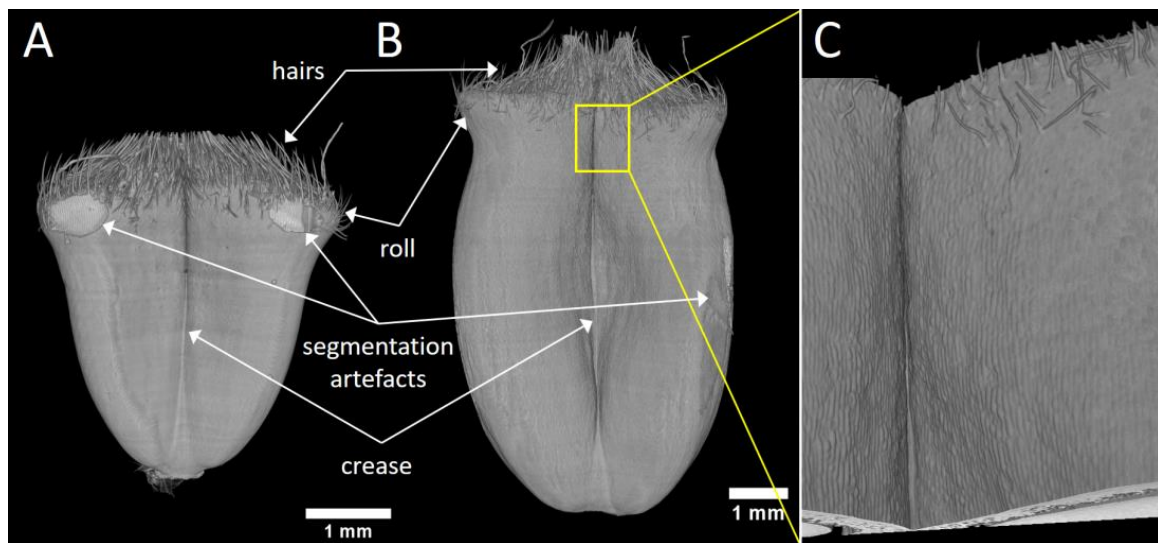 A
B
C
hairs
roll
segmentation
artefacts
crease
1 mm
1 mm